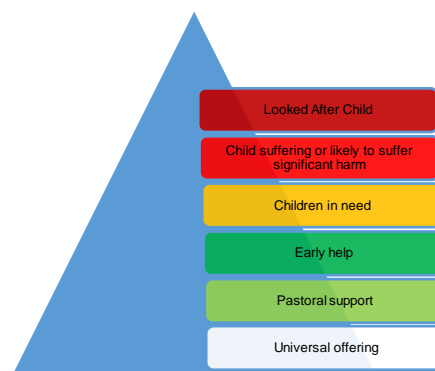 Looked After Child
Child suffering or likely to suffer
significant harm
Children in need
Early help
Pastoral support
Universal offering